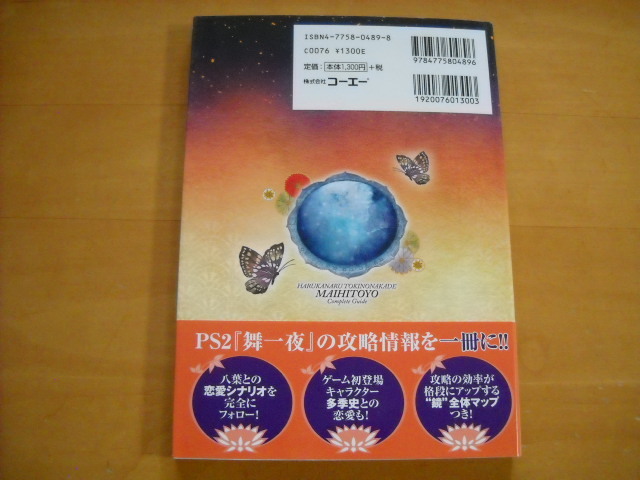 ISBN4-7758-0489-8
C0076 ¥1300E
定価:本体1,300円+税
株式会社コーエー
9784775804896
1920076013003
HARUKANARU TOKINONAKADE
MAIHITOYO
Complete Guide
PS2『舞一夜』の攻略情報を一冊に!!
八葉との
恋愛シナリオを
完全に
フォロー!
ゲーム初登場
キャラクター
多季史との
恋愛も!
攻略の効率が
格段にアップする
“鏡”全体マップ
つき!